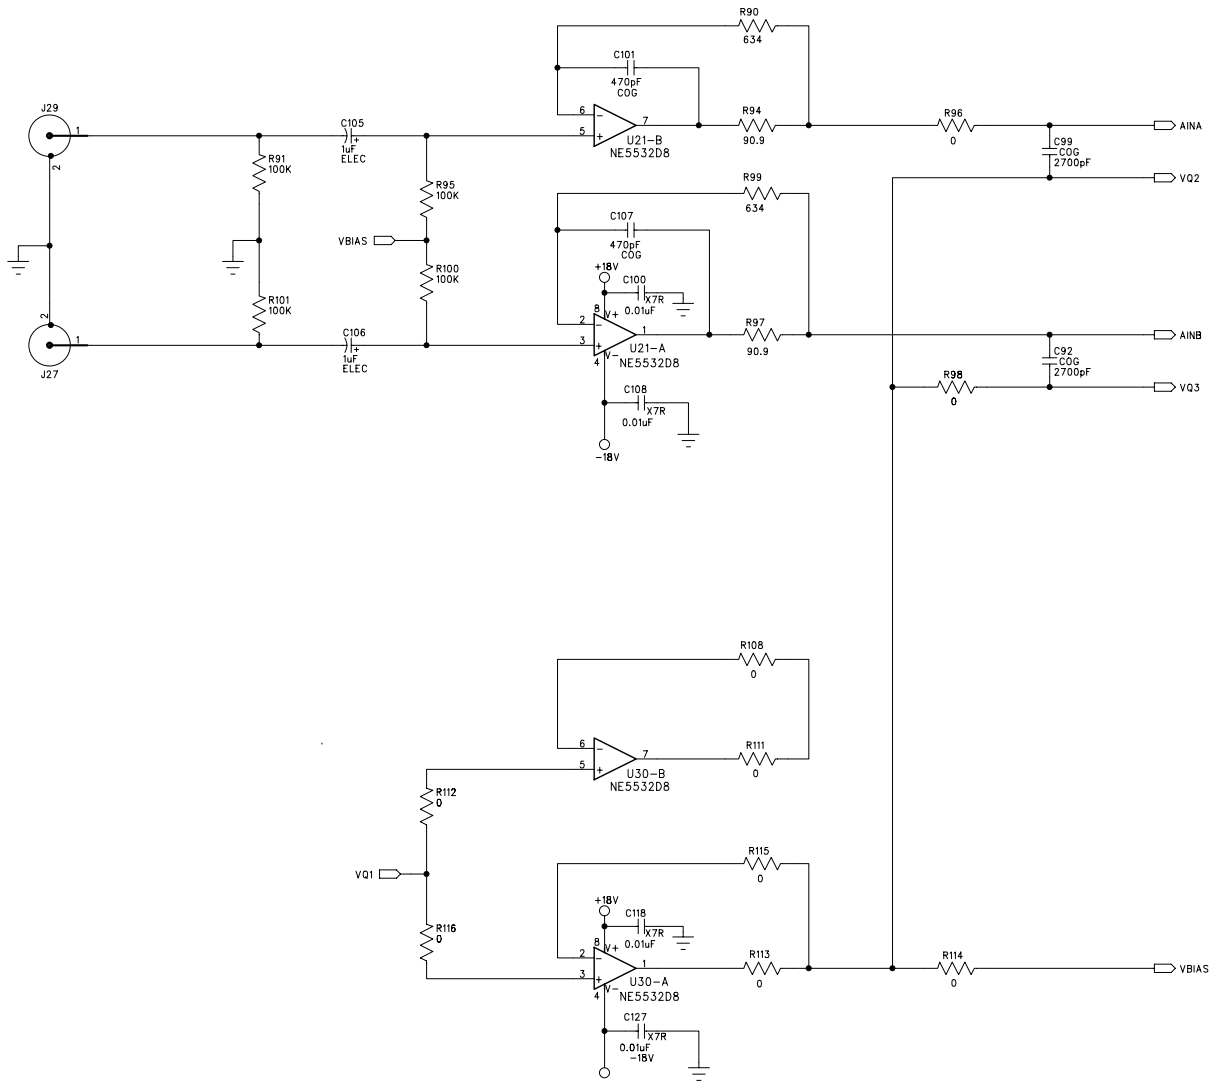 R90
634
C101
470pF
COG
J29
1
2
C105
+
1uF
ELEC
6
5
−
+
7
U21-B
NE5532D8
R94
90.9
R96
0
AINA
C99
COG
2700pF
R91
100K
R95
100K
R99
634
VQ2
C107
470pF
COG
VBIAS
+18V
C100
X7R
0.01uF
R100
100K
R101
100K
2
1
J27
C106
+
1uF
ELEC
8
V+
2
3
−
+
1
V-
4
U21-A
NE5532D8
R97
90.9
AINB
C92
COG
2700pF
R98
0
VQ3
C108
X7R
0.01uF
-18V
R108
0
6
5
−
+
7
U30-B
NE5532D8
R111
0
R112
0
VQ1
R115
0
+18V
C118
X7R
0.01uF
R116
0
8
V+
2
3
−
+
1
V-
4
U30-A
NE5532D8
R113
0
R114
0
VBIAS
C127
X7R
0.01uF
-18V